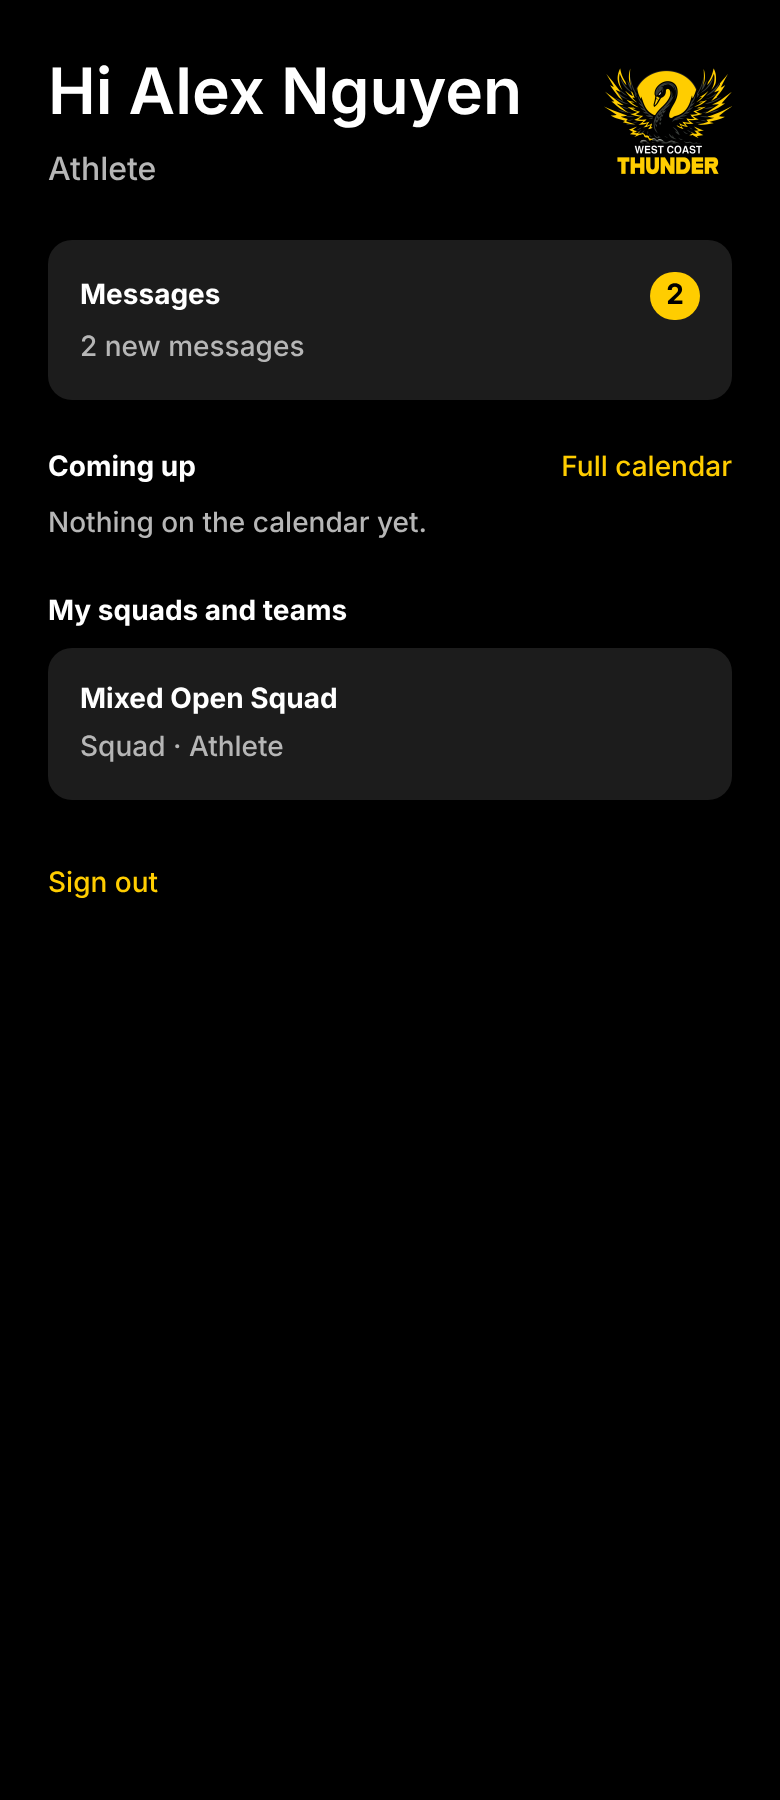 Hi Alex Nguyen
Athlete
WEST COAST
THUNDER
Messages
2
2 new messages
Coming up
Full calendar
Nothing on the calendar yet.
My squads and teams
Mixed Open Squad
Squad · Athlete
Sign out